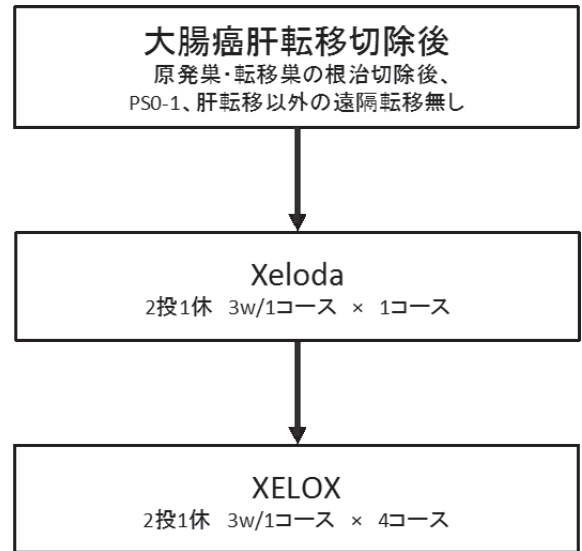 大腸癌肝転移切除後
原発巣・転移巣の根治切除後、
PS0-1、肝転移以外の遠隔転移無し
Xeloda
2投1休 3w/1コース × 1コース
XELOX
2投1休 3w/1コース × 4コース